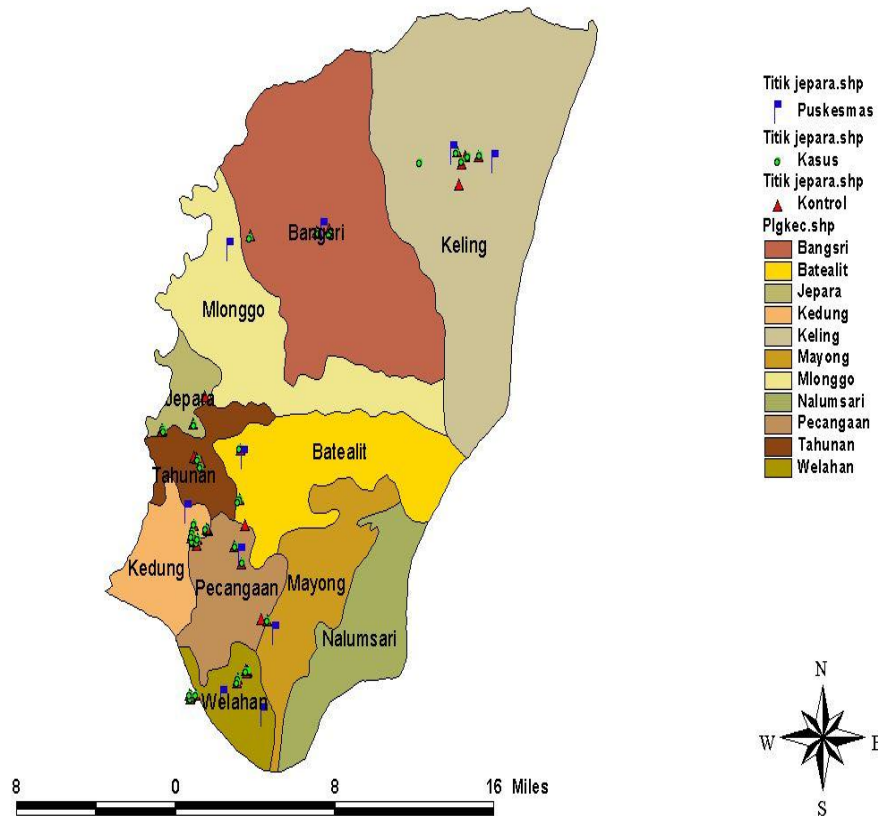 Titik jepara.shp
Puskesmas
Titik jepara.shp
Kasus
Titik jepara.shp
Kontrol
Plgkec.shp
Bangsri
Batealit
Jepara
Kedung
Keling
Mayong
Mlonggo
Nalumsari
Pecangaan
Tahunan
Welahan
Bangsri
Keling
Mlonggo
Jepara
Batealit
Tahunan
Kedung
Pecangaan
Mayong
Nalumsari
Welahan
N
W E
S
8 0 8 16 Miles